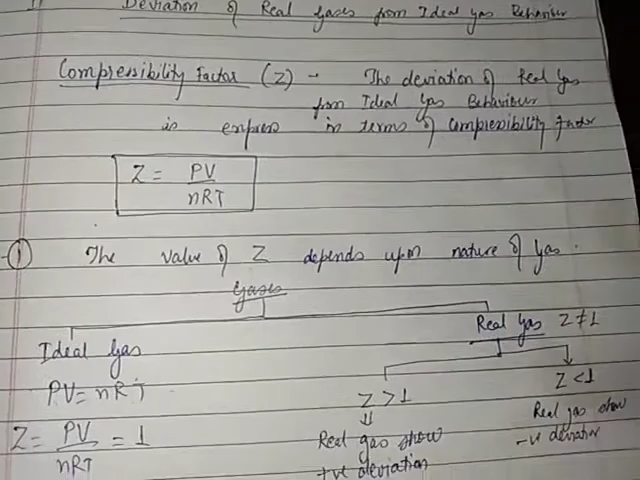 Deviation of Real Gases from Ideal gas Behaviour
Compressibility Factor (Z) - The deviation of Real Gas
from Ideal Gas Behaviour
is enpress in terms of Compressibility Factor
Z = PV / nRT
① The value of Z depends upon nature of Gas.
Gases
Ideal Gas
Real Gas Z ≠ 1
PV = nRT
Z > 1
Z < 1
Z = PV / nRT = 1
⇓
Real gas show
+ve deviation
Real gas show
-ve deviation